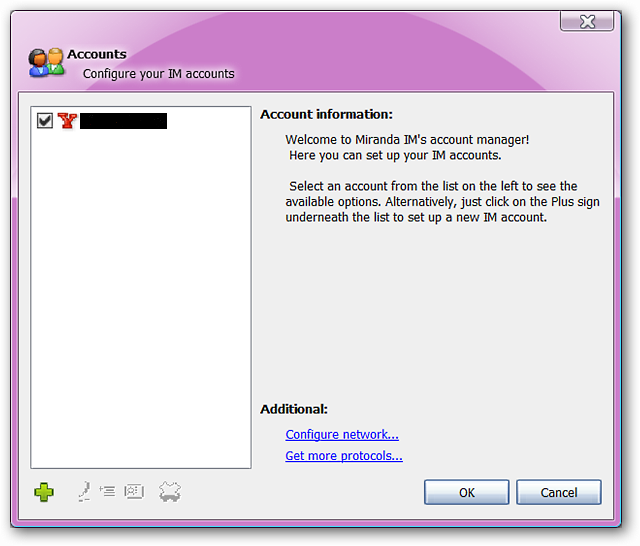 Accounts
Configure your IM accounts
Account information:
Welcome to Miranda IM's account manager!
Here you can set up your IM accounts.
Select an account from the list on the left to see the
available options. Alternatively, just click on the Plus sign
underneath the list to set up a new IM account.
Additional:
Configure network...
Get more protocols...
OK
Cancel